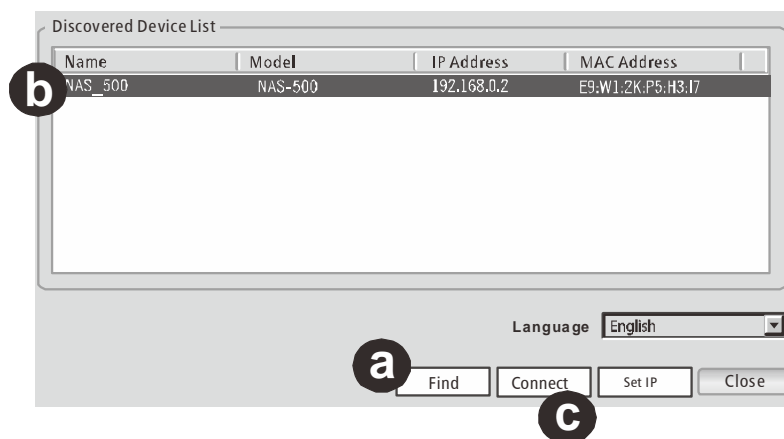 Discovered Device List
Name Model IP Address MAC Address
b NAS_500 NAS-500 192.168.0.2 E9:W1:2K:P5:H3:I7
Language English
a Find Connect Set IP Close
c